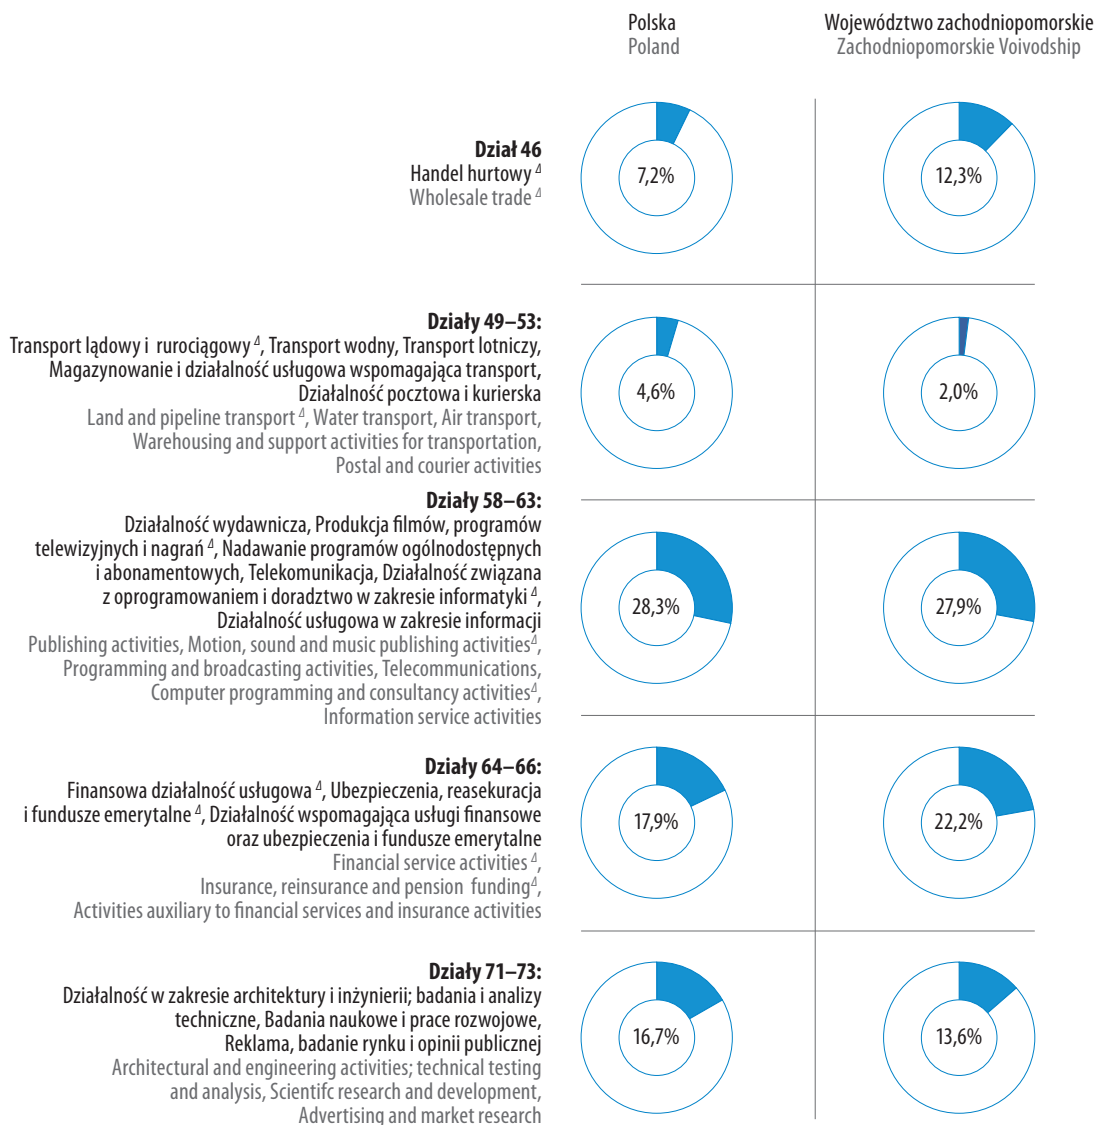 Polska
Poland
Województwo zachodniopomorskie
Zachodniopomorskie Voivodship
Dział 46
Handel hurtowy Δ
Wholesale trade Δ
7,2%
12,3%
Działy 49–53:
Transport lądowy i rurociągowy Δ, Transport wodny, Transport lotniczy,
Magazynowanie i działalność usługowa wspomagająca transport,
Działalność pocztowa i kurierska
Land and pipeline transport Δ, Water transport, Air transport,
Warehousing and support activities for transportation,
Postal and courier activities
4,6%
2,0%
Działy 58–63:
Działalność wydawnicza, Produkcja filmów, programów
telewizyjnych i nagrań Δ, Nadawanie programów ogólnodostępnych
i abonamentowych, Telekomunikacja, Działalność związana
z oprogramowaniem i doradztwo w zakresie informatyki Δ,
Działalność usługowa w zakresie informacji
Publishing activities, Motion, sound and music publishing activitiesΔ,
Programming and broadcasting activities, Telecommunications,
Computer programming and consultancy activitiesΔ,
Information service activities
28,3%
27,9%
Działy 64–66:
Finansowa działalność usługowa Δ, Ubezpieczenia, reasekuracja
i fundusze emerytalne Δ, Działalność wspomagająca usługi finansowe
oraz ubezpieczenia i fundusze emerytalne
Financial service activities Δ,
Insurance, reinsurance and pension fundingΔ,
Activities auxiliary to financial services and insurance activities
17,9%
22,2%
Działy 71–73:
Działalność w zakresie architektury i inżynierii; badania i analizy
techniczne, Badania naukowe i prace rozwojowe,
Reklama, badanie rynku i opinii publicznej
Architectural and engineering activities; technical testing
and analysis, Scientifc research and development,
Advertising and market research
16,7%
13,6%